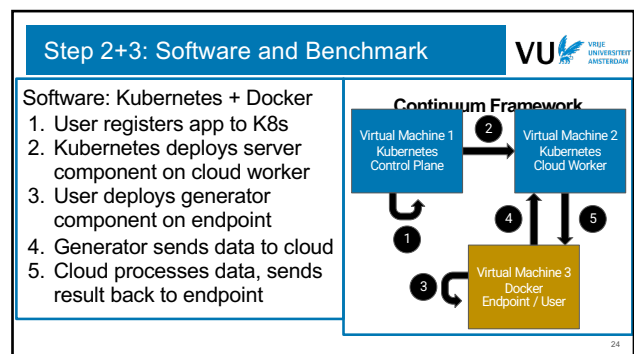 Step 2+3: Software and Benchmark
VU
VRIJE
UNIVERSITEIT
AMSTERDAM
Software: Kubernetes + Docker
1. User registers app to K8s
2. Kubernetes deploys server
component on cloud worker
3. User deploys generator
component on endpoint
4. Generator sends data to cloud
5. Cloud processes data, sends
result back to endpoint
Continuum Framework
Virtual Machine 1
Kubernetes
Control Plane
2
Virtual Machine 2
Kubernetes
Cloud Worker
1
4
5
3
Virtual Machine 3
Docker
Endpoint / User
24